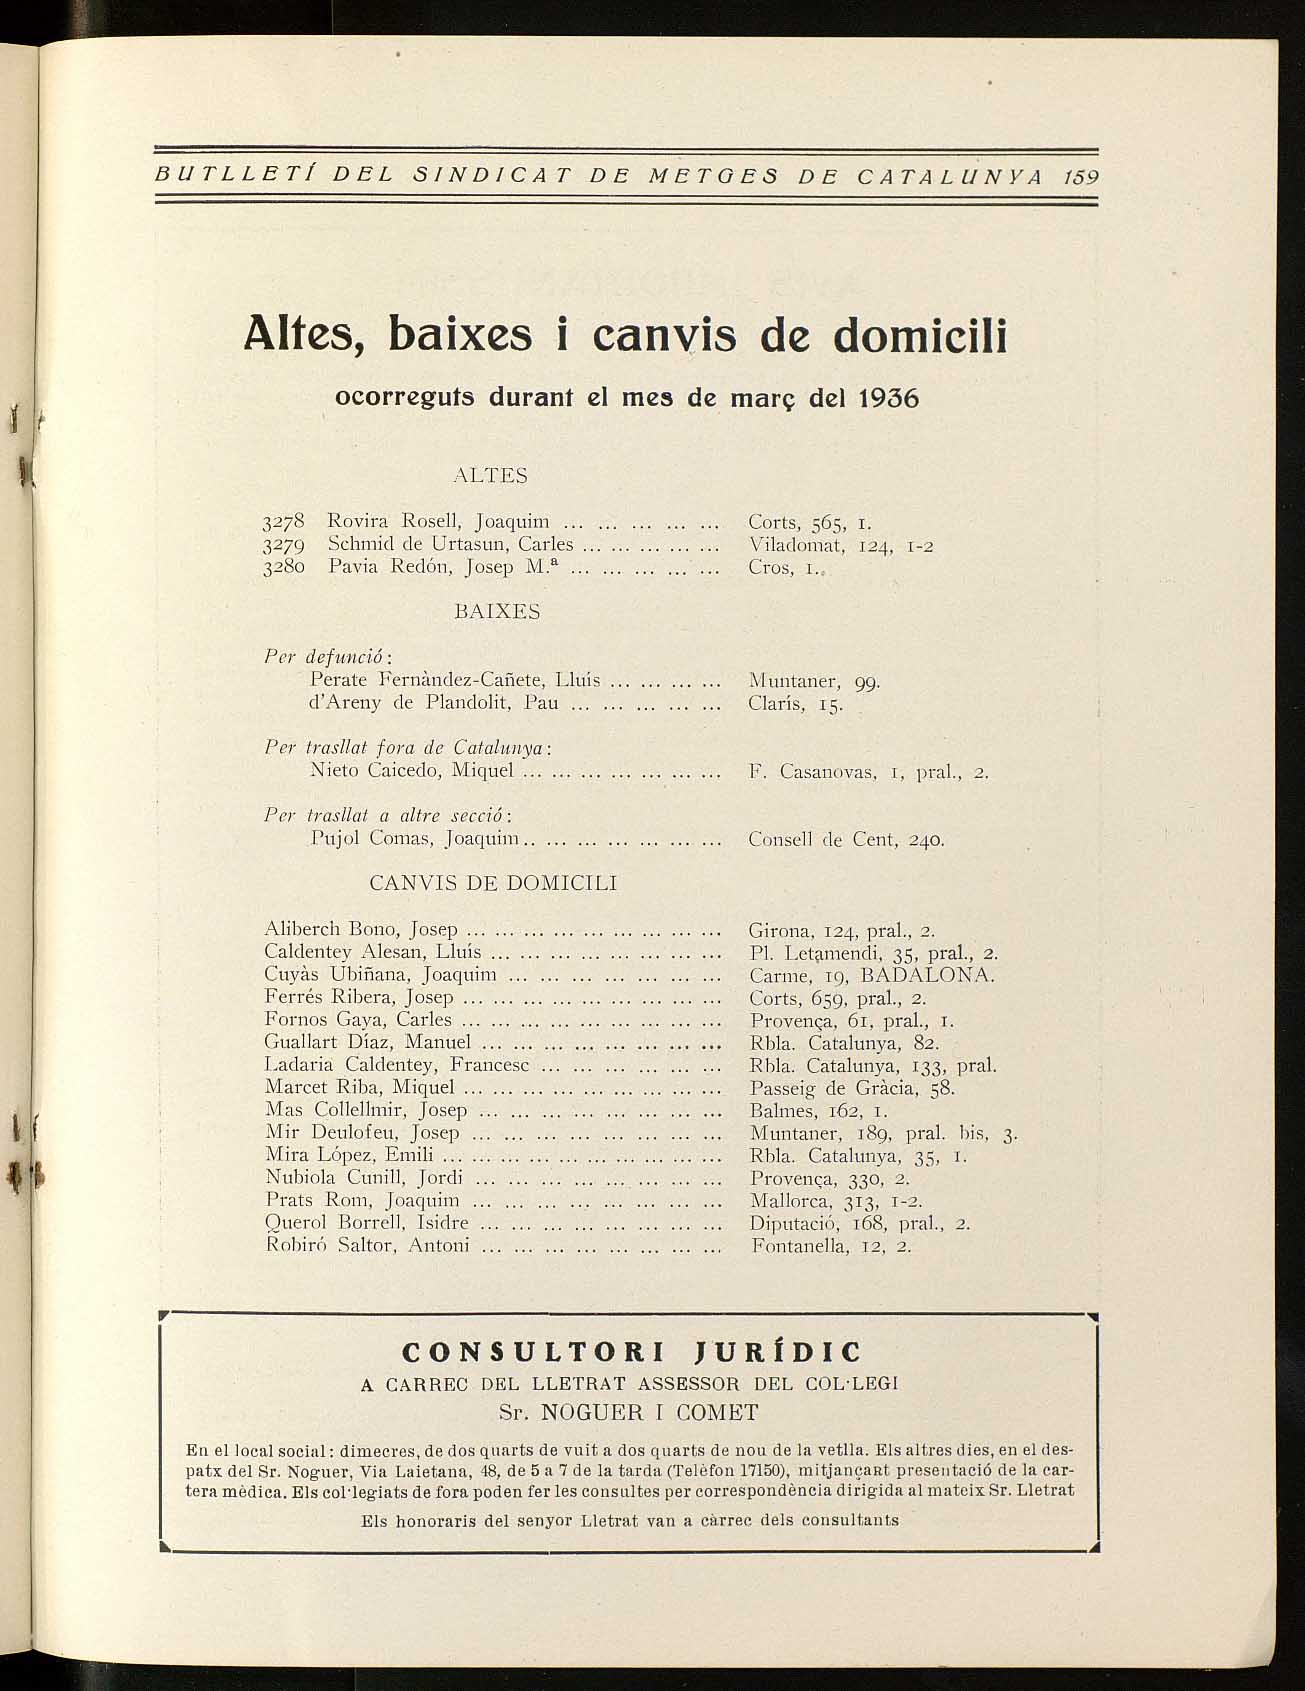 BUTLLETÍ DEL SINDICAT DE METGES DE CATALUNYA 159
Altes, baixes i canvis de domicili
ocorreguts durant el mes de març del 1936
ALTES
3278 Rovira Rosell, Joaquim ... ... ... ... ... Corts, 565, 1.
3279 Schmid de Urtasun, Carles ... ... ... ... ... Viladomat, 124, 1-2
3280 Pavia Redón, Josep M.ª ... ... ... ... ... Cros, 1.
BAIXES
Per defunció:
Perate Fernàndez-Cañete, Lluís ... ... ... ... Muntaner, 99.
d'Areny de Plandolit, Pau ... ... ... ... ... Clarís, 15.
Per trasllat fora de Catalunya:
Nieto Caicedo, Miquel ... ... ... ... ... ... ... F. Casanovas, 1, pral., 2.
Per trasllat a altre secció:
Pujol Comas, Joaquim.. ... ... ... ... ... ... Consell de Cent, 240.
CANVIS DE DOMICILI
Aliberch Bono, Josep ... ... ... ... ... ... ... ... ... Girona, 124, pral., 2.
Caldentey Alesan, Lluís ... ... ... ... ... ... ... ... Pl. Letamendi, 35, pral., 2.
Cuyàs Ubiñana, Joaquim ... ... ... ... ... ... ... Carme, 19, BADALONA.
Ferrés Ribera, Josep ... ... ... ... ... ... ... ... ... Corts, 659, pral., 2.
Fornos Gaya, Carles ... ... ... ... ... ... ... ... ... Provença, 61, pral., 1.
Guallart Díaz, Manuel ... ... ... ... ... ... ... ... Rbla. Catalunya, 82.
Ladaria Caldentey, Francesc ... ... ... ... ... ... Rbla. Catalunya, 133, pral.
Marcet Riba, Miquel ... ... ... ... ... ... ... ... ... Passeig de Gràcia, 58.
Mas Collellmir, Josep ... ... ... ... ... ... ... ... Balmes, 162, 1.
Mir Deulofeu, Josep ... ... ... ... ... ... ... ... Muntaner, 189, pral. bis, 3.
Mira López, Emili ... ... ... ... ... ... ... ... ... ... Rbla. Catalunya, 35, 1.
Nubiola Cunill, Jordi ... ... ... ... ... ... ... ... Provença, 330, 2.
Prats Rom, Joaquim ... ... ... ... ... ... ... ... Mallorca, 313, 1-2.
Querol Borrell, Isidre ... ... ... ... ... ... ... ... Diputació, 168, pral., 2.
Robiró Saltor, Antoni ... ... ... ... ... ... ... ... Fontanella, 12, 2.
CONSULTORI JURÍDIC
A CARREC DEL LLETRAT ASSESSOR DEL COL·LEGI
Sr. NOGUER I COMET
En el local social: dimecres, de dos quarts de vuit a dos quarts de nou de la vetlla. Els altres dies, en el des-
patx del Sr. Noguer, Via Laietana, 48, de 5 a 7 de la tarda (Telèfon 17150), mitjançant presentació de la car-
tera mèdica. Els col·legiats de fora poden fer les consultes per correspondència dirigida al mateix Sr. Lletrat
Els honoraris del senyor Lletrat van a càrrec dels consultants